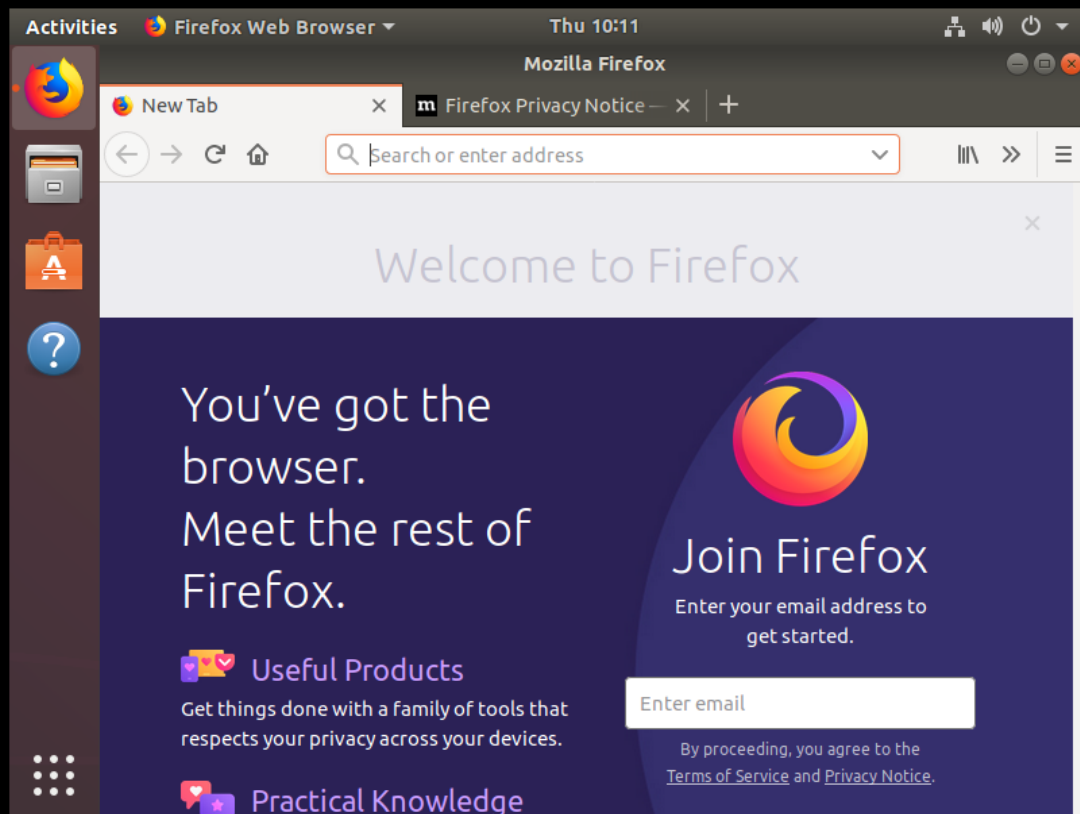 Activities Firefox Web Browser Thu 10:11
Mozilla Firefox
New Tab m Firefox Privacy Notice —
Search or enter address
Welcome to Firefox
You’ve got the
browser.
Meet the rest of
Firefox.
Useful Products
Get things done with a family of tools that
respects your privacy across your devices.
Practical Knowledge
Join Firefox
Enter your email address to
get started.
Enter email
By proceeding, you agree to the
Terms of Service and Privacy Notice.